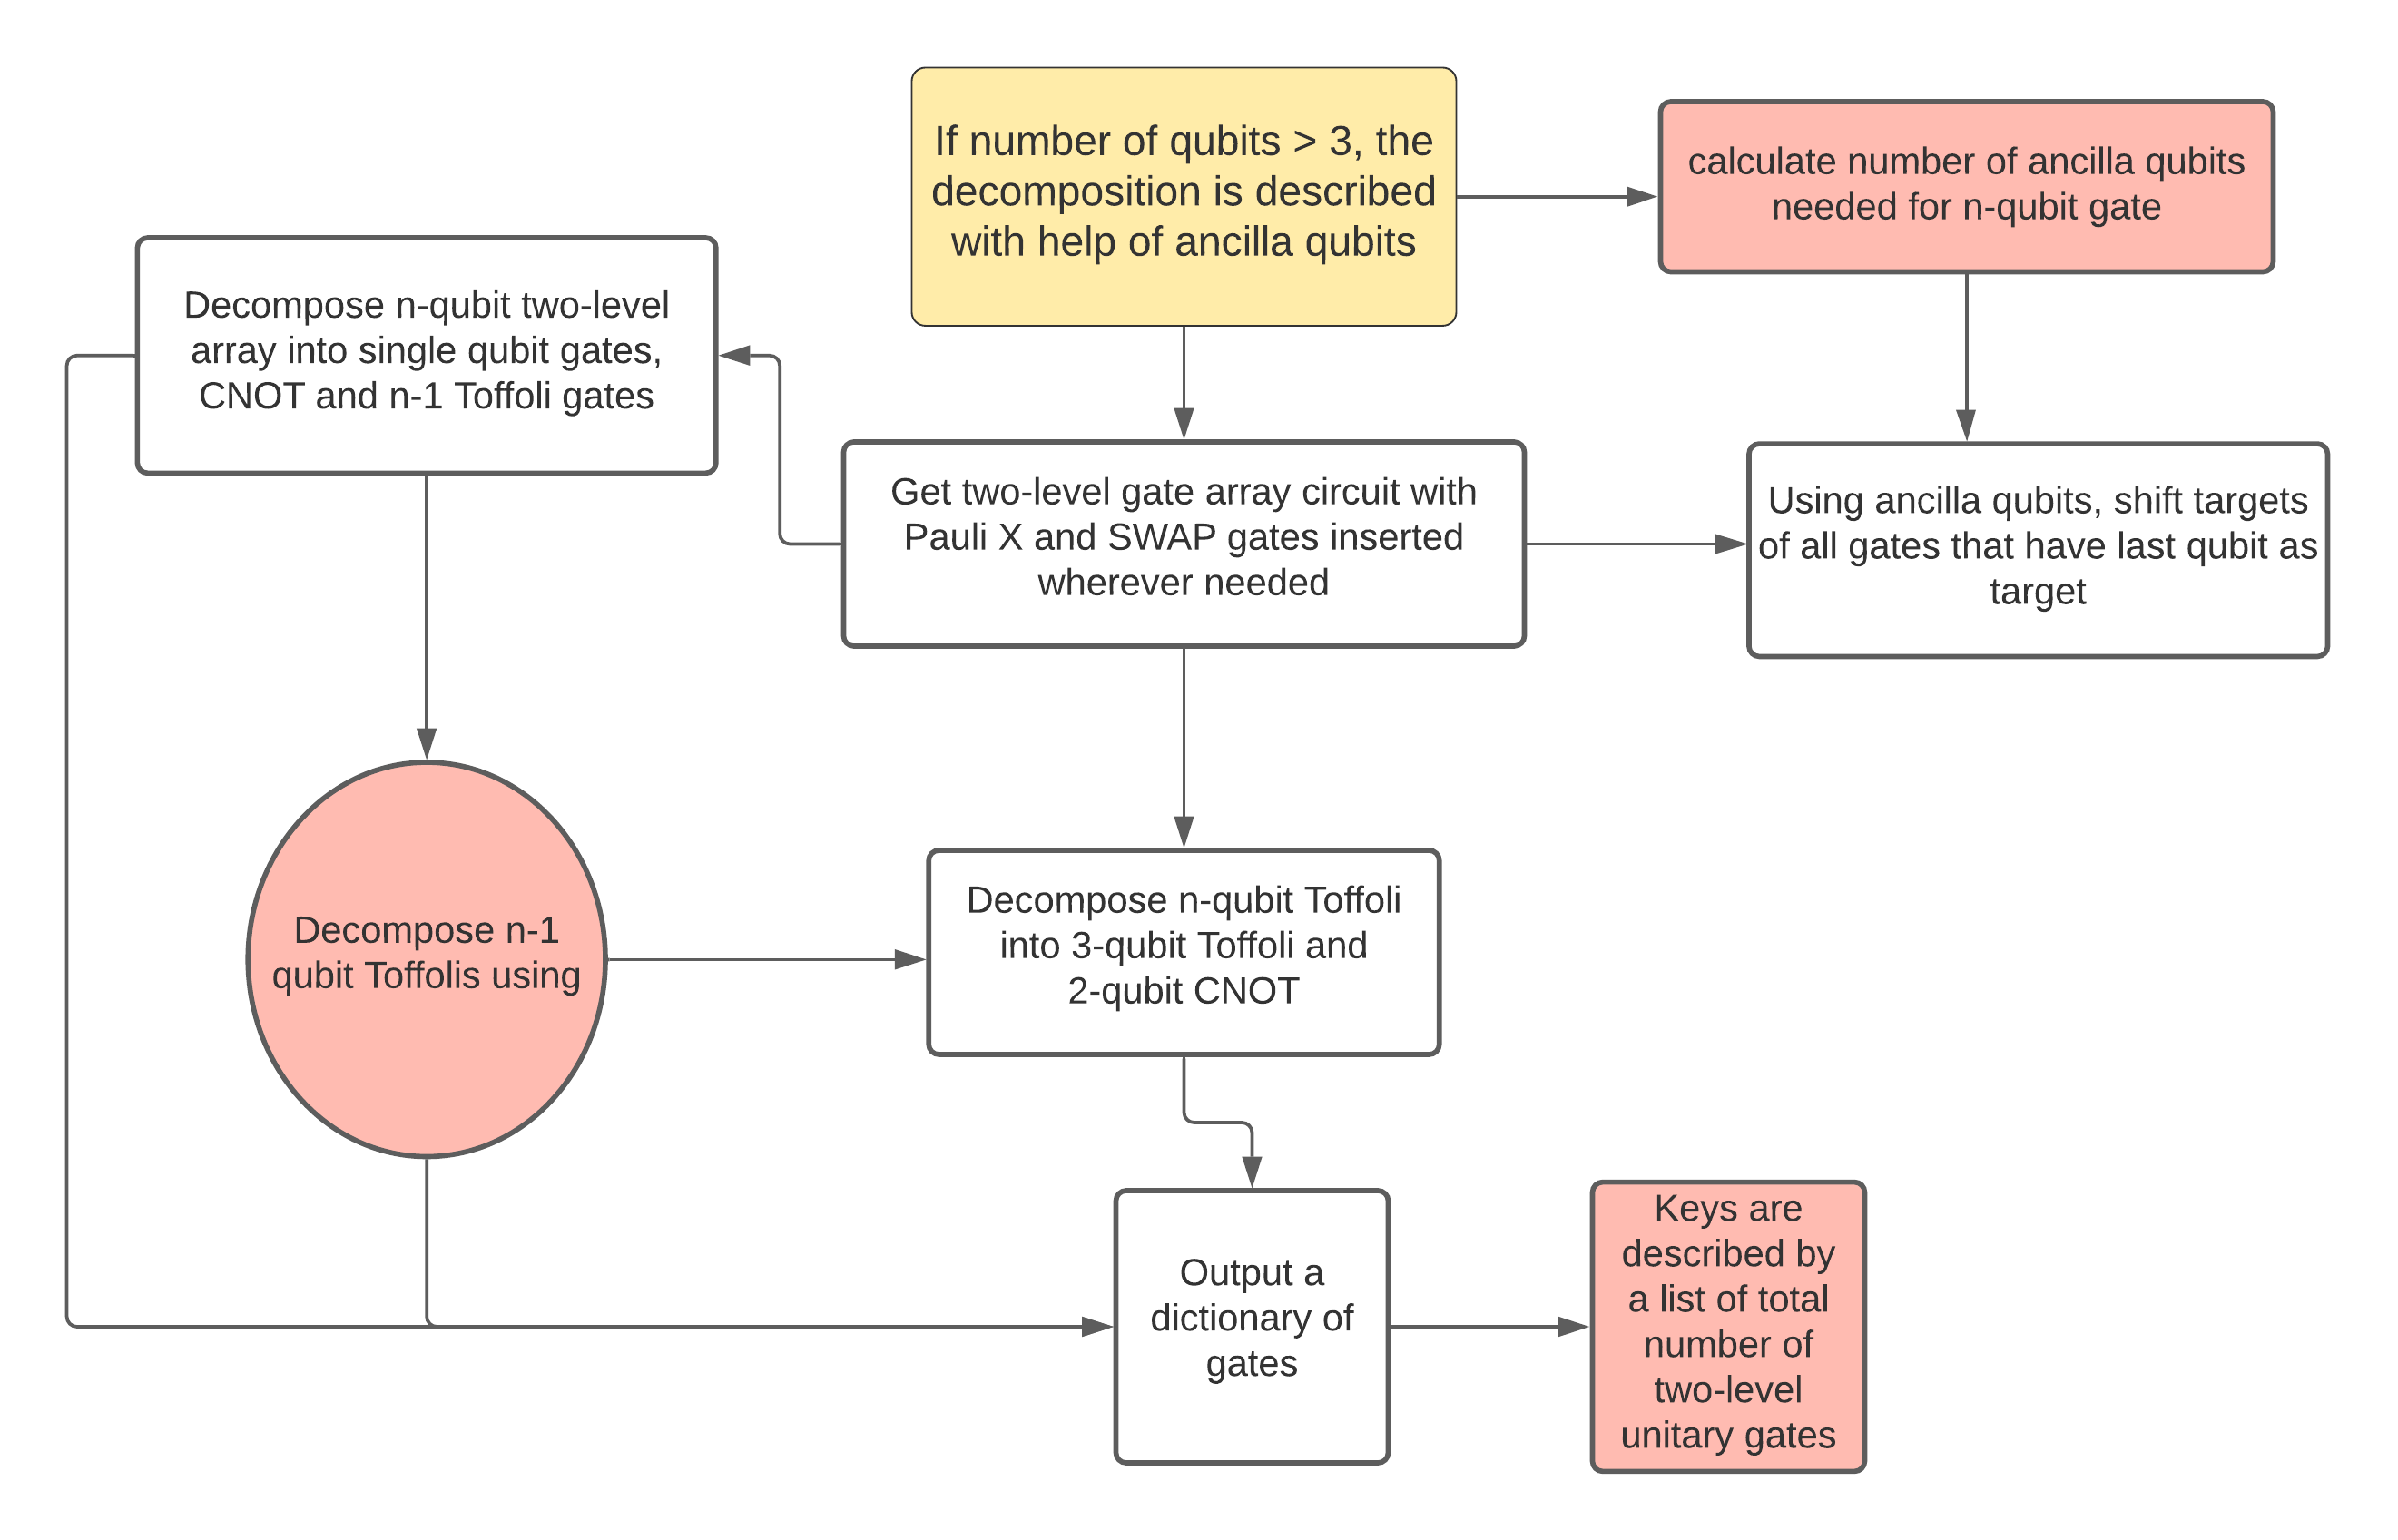 If number of qubits > 3, the
decomposition is described
with help of ancilla qubits
calculate number of ancilla qubits
needed for n-qubit gate
Decompose n-qubit two-level
array into single qubit gates,
CNOT and n-1 Toffoli gates
Get two-level gate array circuit with
Pauli X and SWAP gates inserted
wherever needed
Using ancilla qubits, shift targets
of all gates that have last qubit as
target
Decompose n-1
qubit Toffolis using
Decompose n-qubit Toffoli
into 3-qubit Toffoli and
2-qubit CNOT
Output a
dictionary of
gates
Keys are
described by
a list of total
number of
two-level
unitary gates